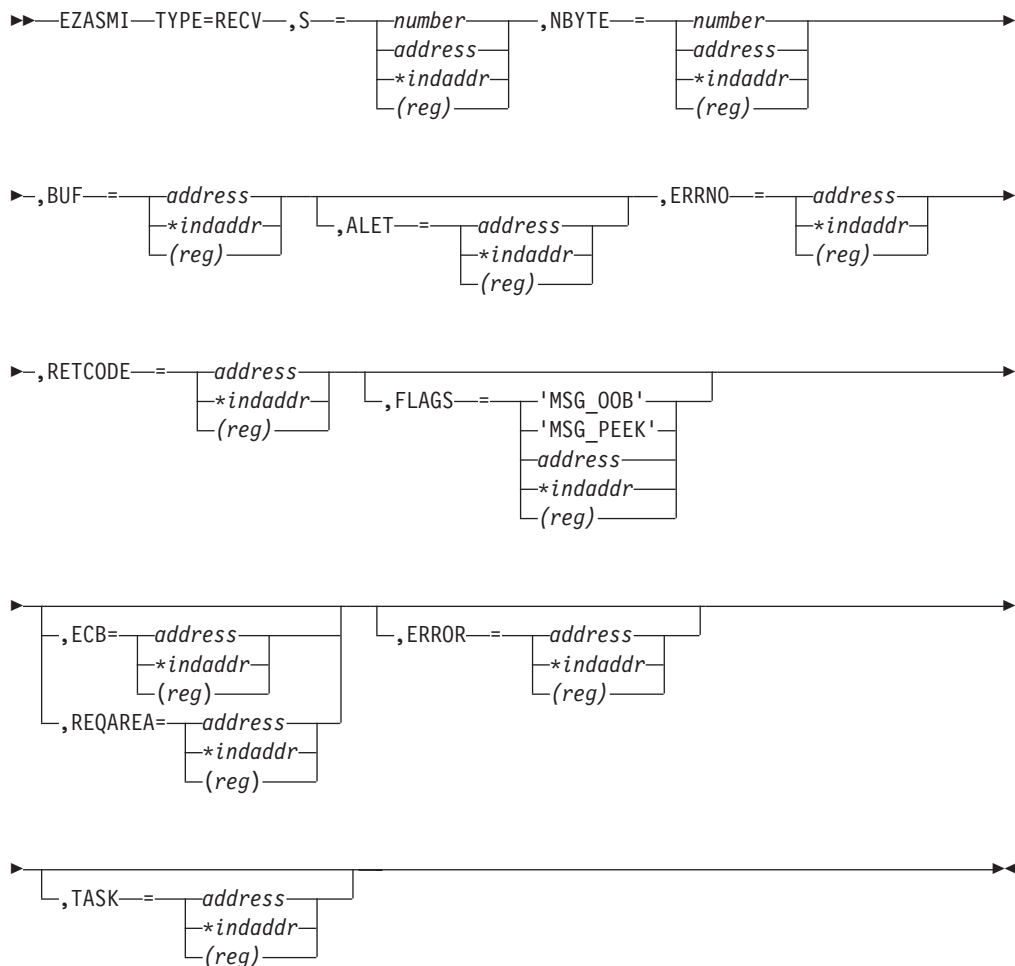 EZASMI TYPE=RECV ,S = number ,NBYTE = number
address address
*indaddr *indaddr
(reg) (reg)
,BUF = address ,ERRNO = address
*indaddr ,ALET = address *indaddr
(reg) *indaddr (reg)
(reg)
,RETCODE = address
*indaddr ,FLAGS = 'MSG_OOB'
(reg) 'MSG_PEEK'
address
*indaddr
(reg)
,ECB= address ,ERROR = address
*indaddr *indaddr
(reg) (reg)
,REQAREA= address
*indaddr
(reg)
,TASK = address
*indaddr
(reg)